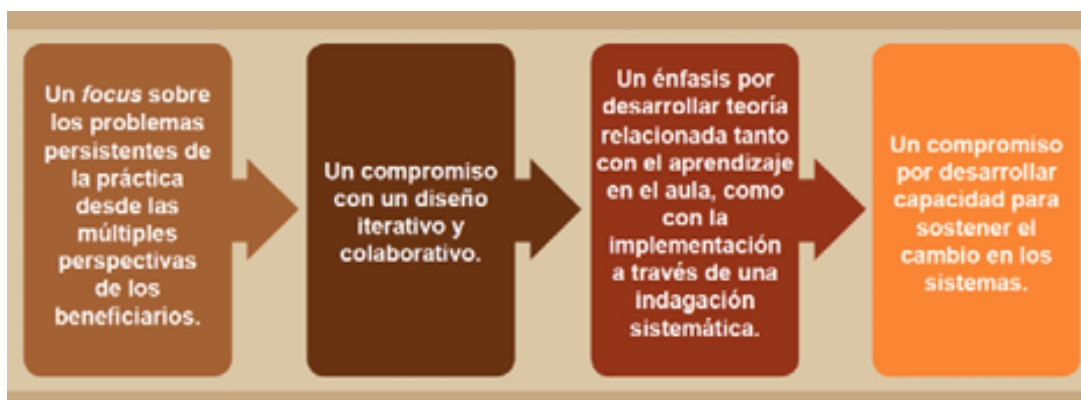 Un focus sobre
los problemas
persistentes de
la práctica
desde las
múltiples
perspectivas
de los
beneficiarios.
Un compromiso
con un diseño
iterativo y
colaborativo.
Un énfasis por
desarrollar teoría
relacionada tanto
con el aprendizaje
en el aula, como
con la
implementación
a través de una
indagación
sistemática.
Un compromiso
por desarrollar
capacidad para
sostener el
cambio en los
sistemas.